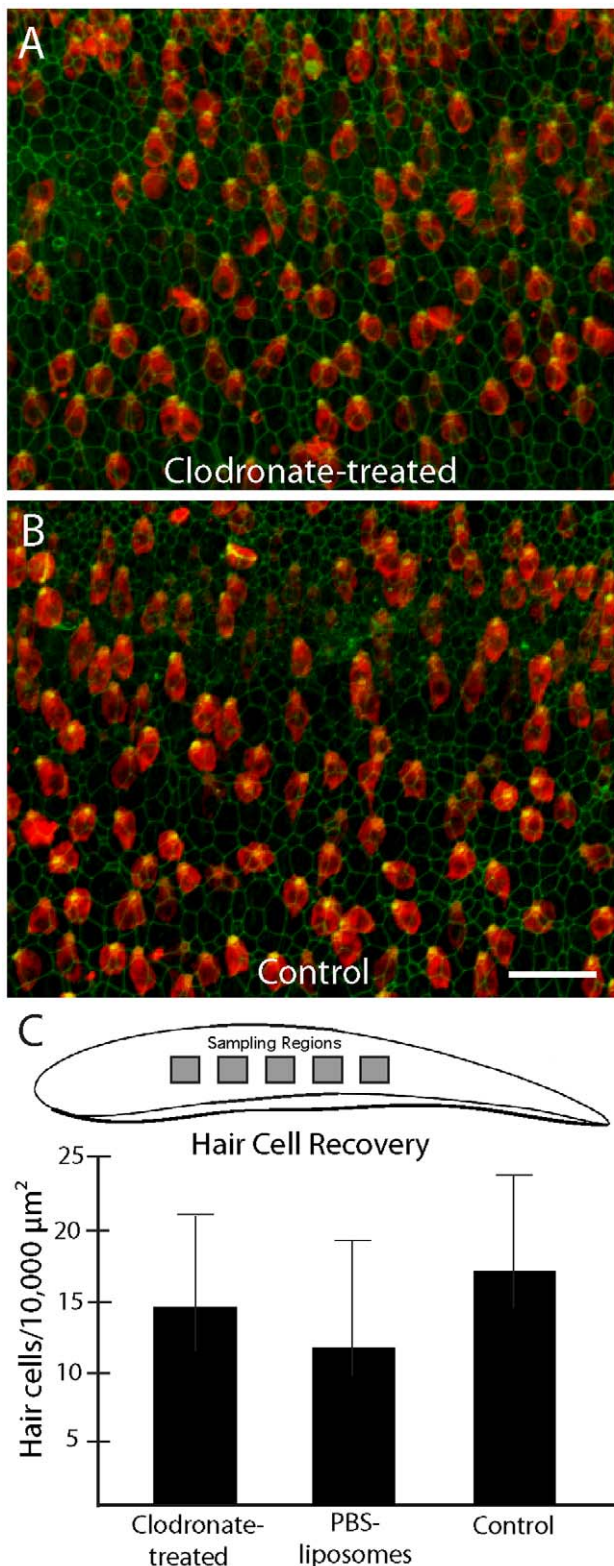 A
Clodronate-treated
B
Control
C
Sampling Regions
Hair Cell Recovery
Hair cells/10,000 µm²
25
20
15
10
5
Clodronate-
treated
PBS-
liposomes
Control